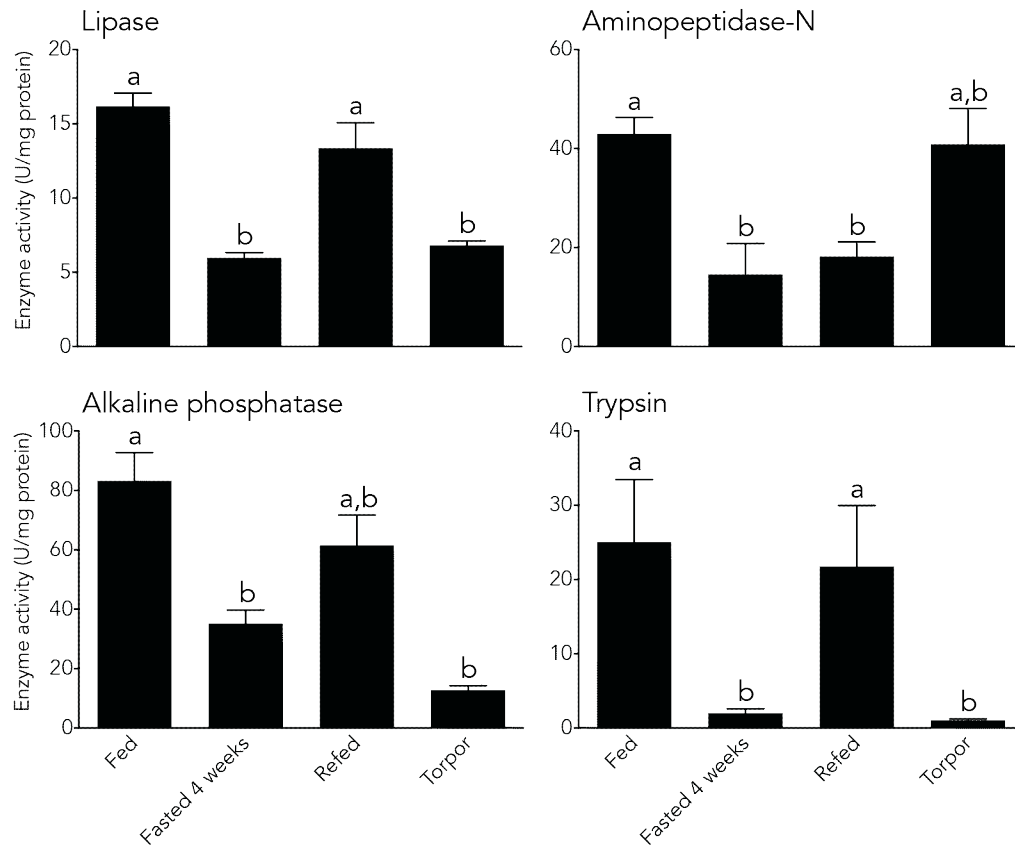 Lipase
Enzyme activity (U/mg protein)
20
15
10
5
0
a
b
a
b
Aminopeptidase-N
60
40
20
0
a
b
b
a,b
Alkaline phosphatase
Enzyme activity (U/mg protein)
100
80
60
40
20
0
a
b
a,b
b
Fed
Fasted 4 weeks
Refed
Torpor
Trypsin
40
30
20
10
0
a
b
a
b
Fed
Fasted 4 weeks
Refed
Torpor